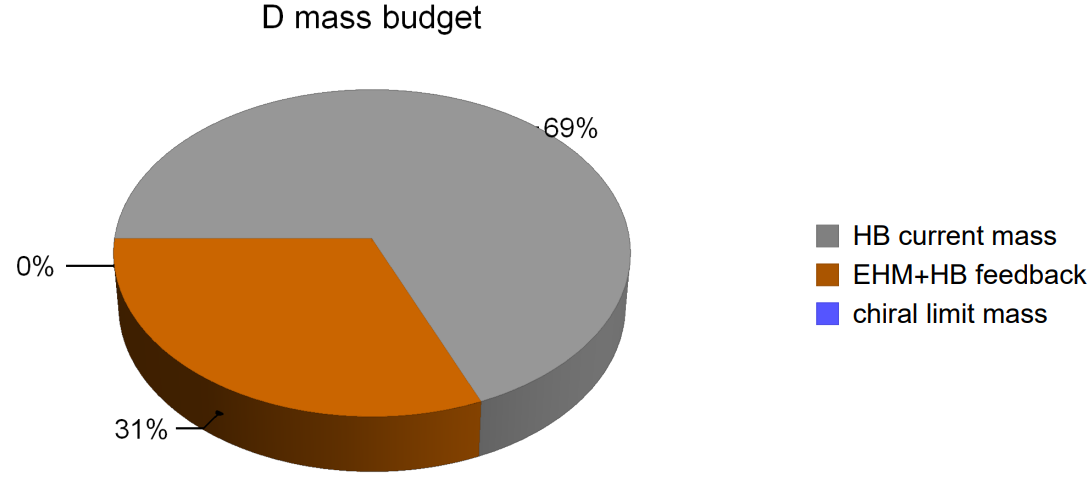 D mass budget
69%
0%
31%
HB current mass
EHM+HB feedback
chiral limit mass